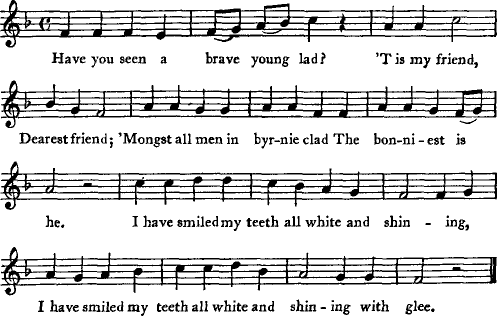 Have you seen a brave young lad? 'T is my friend,
Dearest friend; 'Mongst all men in byr-nie clad The bon-ni-est is
he. I have smiled my teeth all white and shin - ing,
I have smiled my teeth all white and shin-ing with glee.